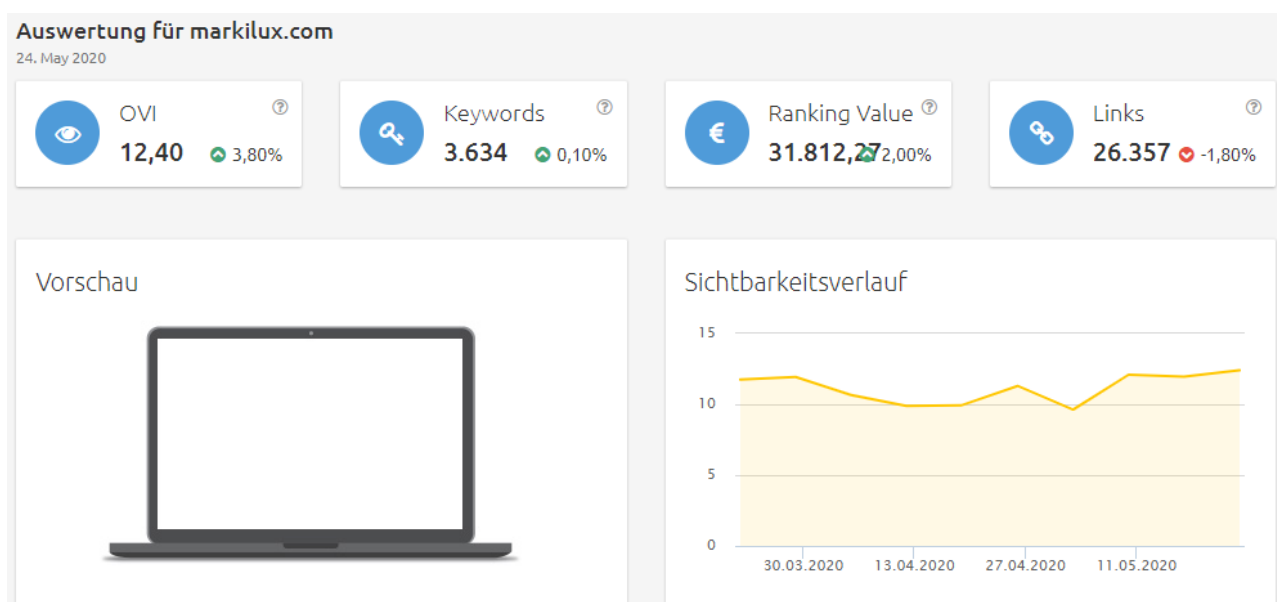 Auswertung für markilux.com
24. May 2020
OVI
12,40 3,80%
Keywords
3.634 0,10%
Ranking Value
31.812,27 2,00%
Links
26.357 -1,80%
Vorschau
Sichtbarkeitsverlauf
15
10
5
0
30.03.2020 13.04.2020 27.04.2020 11.05.2020